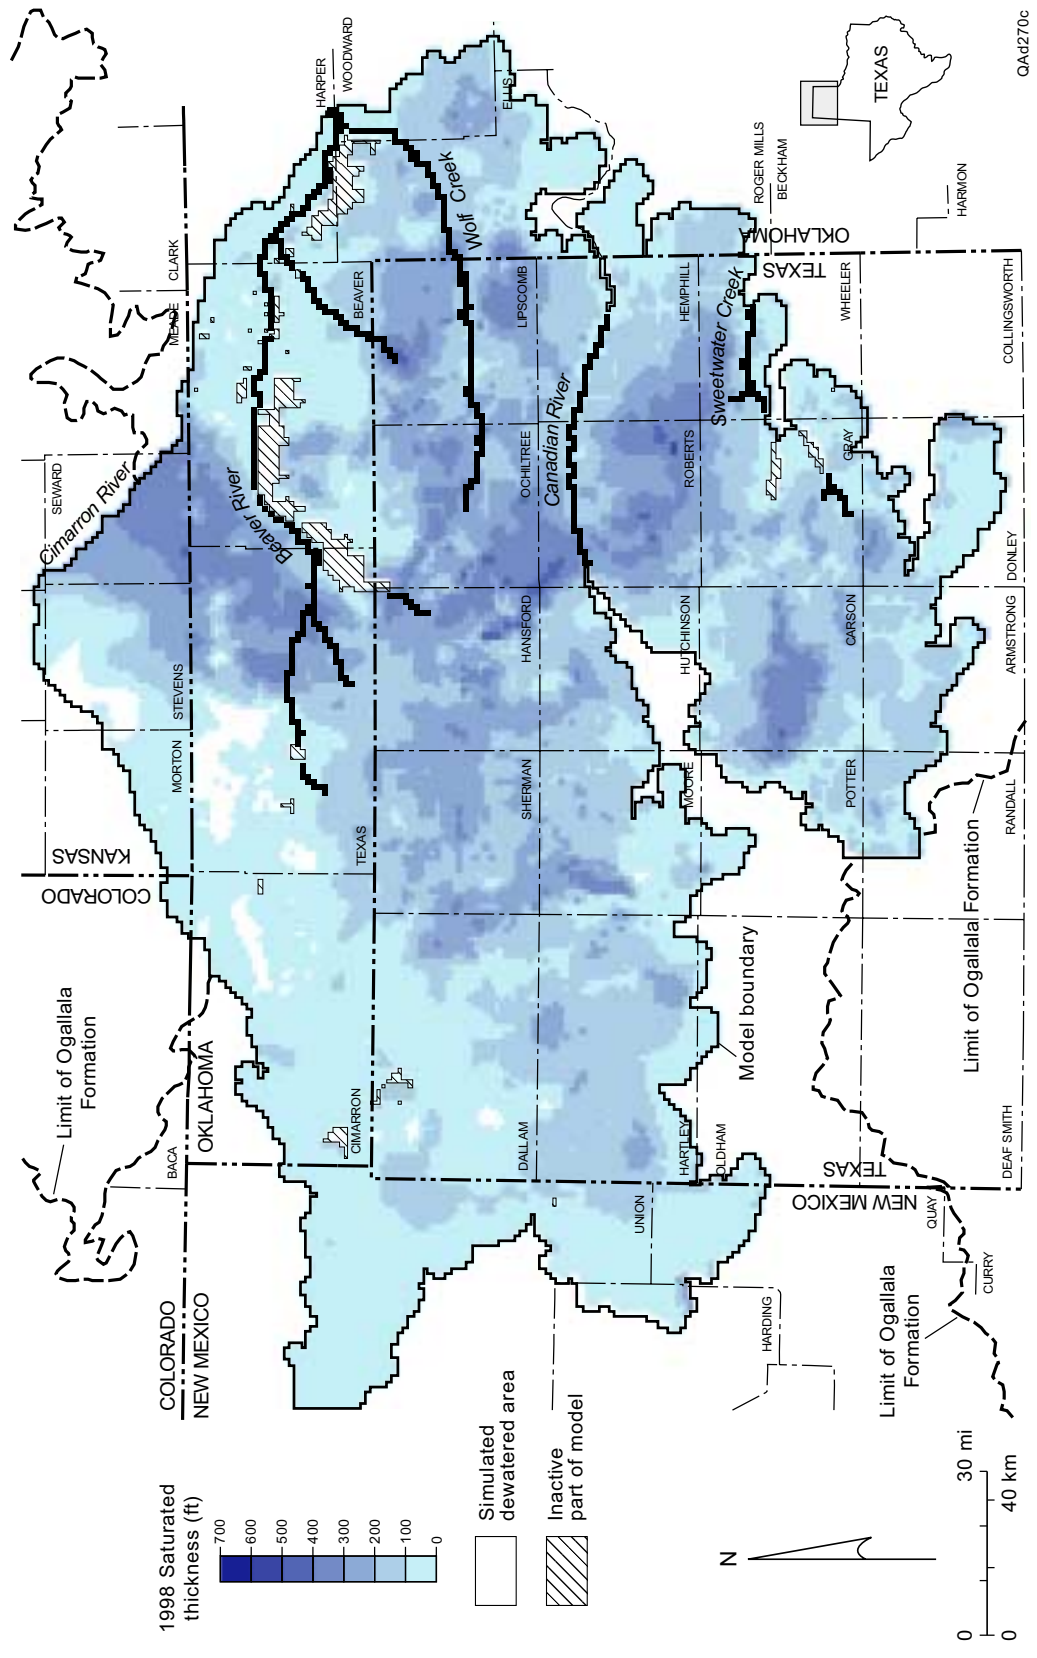 COLORADO
NEW MEXICO
BACA
OKLAHOMA
COLORADO
KANSAS
MORTON
STEVENS
SEWARD
MEADE
CLARK
Limit of Ogallala
Formation
Cimarron River
Beaver River
HARPER
WOODWARD
ELLIS
CIMARRON
TEXAS
BEAVER
Wolf Creek
DALLAM
SHERMAN
HANSFORD
OCHILTREE
LIPSCOMB
Canadian River
UNION
HARTLEY
OLDHAM
MOORE
HUTCHINSON
ROBERTS
HEMPHILL
Sweetwater Creek
ROGER MILLS
BECKHAM
OKLAHOMA
TEXAS
HARDING
Model boundary
POTTER
CARSON
GRAY
WHEELER
HARMON
TEXAS
NEW MEXICO
QUAY
CURRY
Limit of Ogallala
Formation
Limit of Ogallala Formation
DEAF SMITH
RANDALL
ARMSTRONG
DONLEY
COLLINGSWORTH
TEXAS
1998 Saturated
thickness (ft)
700
600
500
400
300
200
100
0
Simulated
dewatered area
Inactive
part of model
N
0 30 mi
0 40 km
QAd270c